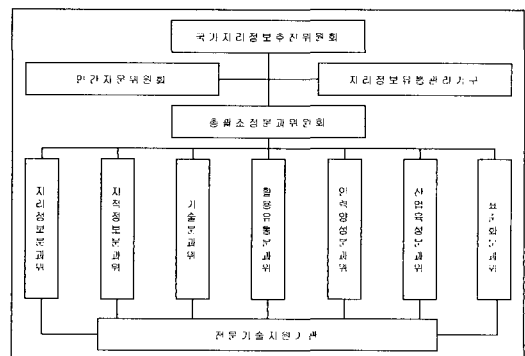 국가지리정보추진위원회
민간자문위원회
지리정보유통관리기구
총괄조정분과위원회
지리정보분과위
지적정보분과위
기술분과위
활용유통분과위
인력양성분과위
산업육성분과위
표준화분과위
전문기술지원기관